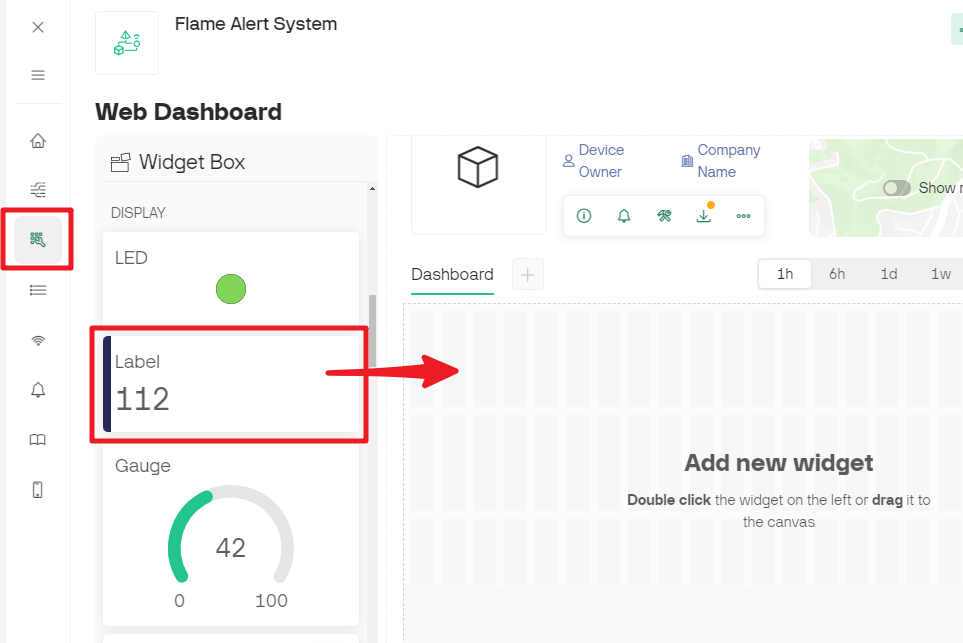 Flame Alert System
Web Dashboard
Widget Box
DISPLAY
LED
Label
112
Gauge
42
0 100
Device
Owner
Company
Name
Show
Dashboard
1h 6h 1d 1w
Add new widget
Double click the widget on the left or drag it to
the canvas